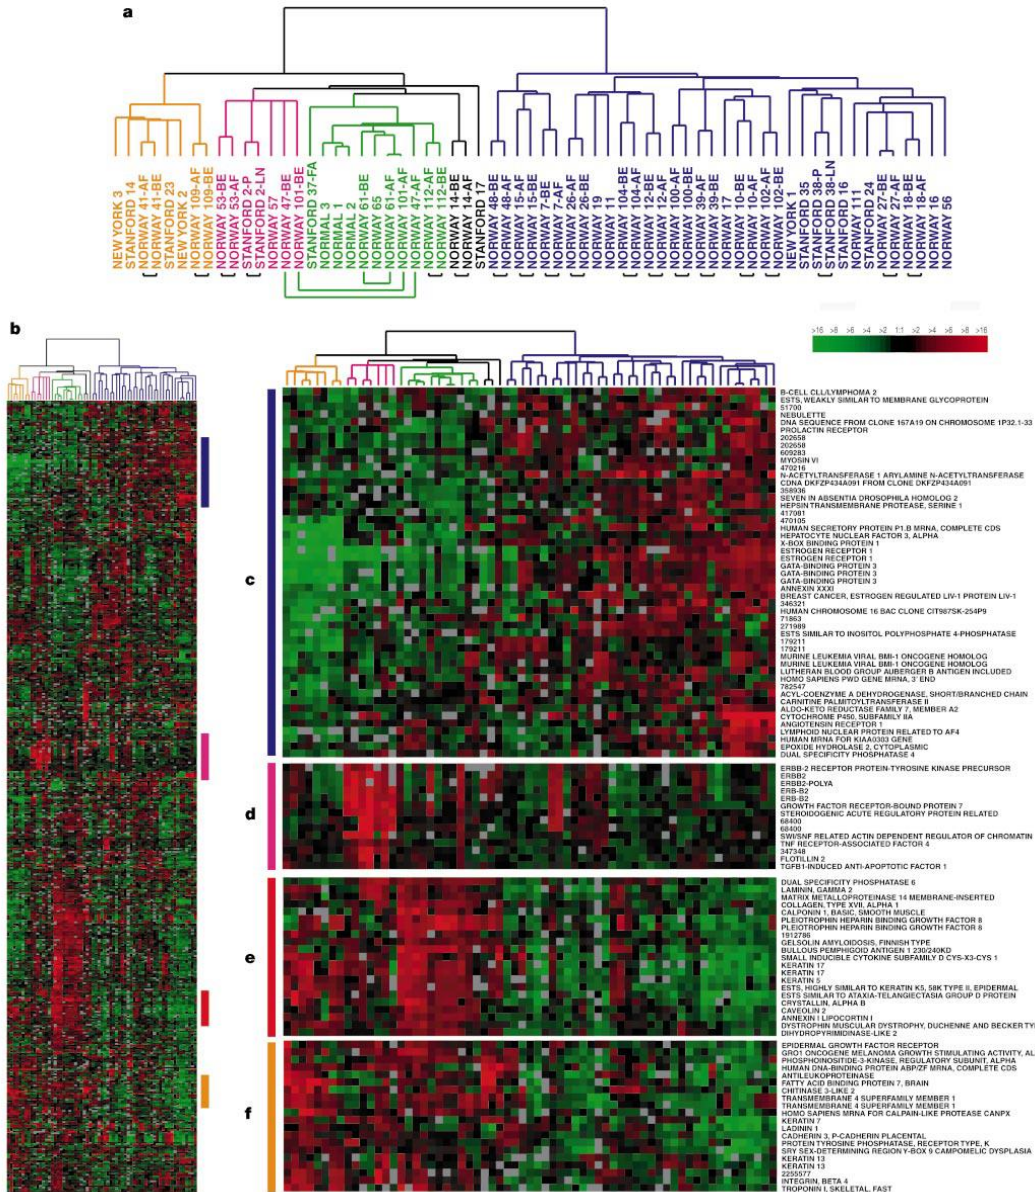 a
NEW YORK 3
STANFORD 14
NORWAY 41-AF
NORWAY 41-BE
STANFORD 23
NEW YORK 2
NORWAY 109-AF
NORWAY 109-BE
NORWAY 53-BE
NORWAY 53-AF
STANFORD 2-P
STANFORD 2-LN
NORWAY 57
NORWAY 47-BE
NORWAY 101-BE
STANFORD 37-FA
NORMAL 3
NORMAL 1
NORMAL 2
NORWAY 61-BE
NORWAY 65
NORWAY 61-AF
NORWAY 101-AF
NORWAY 47-AF
NORWAY 112-AF
NORWAY 112-BE
NORWAY 14-BE
NORWAY 14-AF
STANFORD 17
NORWAY 48-BE
NORWAY 48-AF
NORWAY 15-AF
NORWAY 15-BE
NORWAY 7-BE
NORWAY 7-AF
NORWAY 26-AF
NORWAY 26-BE
NORWAY 19
NORWAY 11
NORWAY 104-BE
NORWAY 104-AF
NORWAY 12-BE
NORWAY 12-AF
NORWAY 100-AF
NORWAY 100-BE
NORWAY 39-AF
NORWAY 39-BE
NORWAY 17
NORWAY 10-BE
NORWAY 10-AF
NORWAY 102-AF
NORWAY 102-BE
NEW YORK 1
STANFORD 35
STANFORD 38-P
STANFORD 38-LN
STANFORD 16
NORWAY 111
STANFORD 24
NORWAY 27-BE
NORWAY 27-AF
NORWAY 18-BE
NORWAY 18-AF
NORWAY 16
NORWAY 56
b
>16 >8 >6 >4 >2 1:1 >2 >4 >6 >8 >16
c
B-CELL CLL/LYMPHOMA 2
ESTS, WEAKLY SIMILAR TO MEMBRANE GLYCOPROTEIN
51700
NEBULETTE
DNA SEQUENCE FROM CLONE 167A19 ON CHROMOSOME 1P32.1-33
PROLACTIN RECEPTOR
202658
202658
609283
MYOSIN VI
470216
N-ACETYLTRANSFERASE 1 ARYLAMINE N-ACETYLTRANSFERASE
CDNA DKFZP434A091 FROM CLONE DKFZP434A091
358936
SEVEN IN ABSENTIA DROSOPHILA HOMOLOG 2
HEPSIN TRANSMEMBRANE PROTEASE, SERINE 1
417081
470105
HUMAN SECRETORY PROTEIN P1.B MRNA, COMPLETE CDS
HEPATOCYTE NUCLEAR FACTOR 3, ALPHA
X-BOX BINDING PROTEIN 1
ESTROGEN RECEPTOR 1
ESTROGEN RECEPTOR 1
GATA-BINDING PROTEIN 3
GATA-BINDING PROTEIN 3
GATA-BINDING PROTEIN 3
ANNEXIN XXXI
BREAST CANCER, ESTROGEN REGULATED LIV-1 PROTEIN LIV-1
346321
HUMAN CHROMOSOME 16 BAC CLONE CIT987SK-254P9
71863
271989
ESTS SIMILAR TO INOSITOL POLYPHOSPHATE 4-PHOSPHATASE
179211
179211
MURINE LEUKEMIA VIRAL BMI-1 ONCOGENE HOMOLOG
MURINE LEUKEMIA VIRAL BMI-1 ONCOGENE HOMOLOG
LUTHERAN BLOOD GROUP AUBERGER B ANTIGEN INCLUDED
HOMO SAPIENS PWD GENE MRNA, 3' END
782547
ACYL-COENZYME A DEHYDROGENASE, SHORT/BRANCHED CHAIN
CARNITINE PALMITOYLTRANSFERASE II
ALDO-KETO REDUCTASE FAMILY 7, MEMBER A2
CYTOCHROME P450, SUBFAMILY IIA
ANGIOTENSIN RECEPTOR 1
LYMPHOID NUCLEAR PROTEIN RELATED TO AF4
HUMAN MRNA FOR KIAA0303 GENE
EPOXIDE HYDROLASE 2, CYTOPLASMIC
DUAL SPECIFICITY PHOSPHATASE 4
d
ERBB-2 RECEPTOR PROTEIN-TYROSINE KINASE PRECURSOR
ERBB2
ERBB2-POLYA
ERB-B2
ERB-B2
GROWTH FACTOR RECEPTOR-BOUND PROTEIN 7
STEROIDOGENIC ACUTE REGULATORY PROTEIN RELATED
68400
68400
SWI/SNF RELATED ACTIN DEPENDENT REGULATOR OF CHROMATIN
TNF RECEPTOR-ASSOCIATED FACTOR 4
347348
FLOTILLIN 2
TGFB1-INDUCED ANTI-APOPTOTIC FACTOR 1
e
DUAL SPECIFICITY PHOSPHATASE 6
LAMININ, GAMMA 2
MATRIX METALLOPROTEINASE 14 MEMBRANE-INSERTED
COLLAGEN, TYPE XVII, ALPHA 1
CALPONIN 1, BASIC, SMOOTH MUSCLE
PLEIOTROPHIN HEPARIN BINDING GROWTH FACTOR 8
PLEIOTROPHIN HEPARIN BINDING GROWTH FACTOR 8
1912786
GELSOLIN AMYLOIDOSIS, FINNISH TYPE
BULLOUS PEMPHIGOID ANTIGEN 1 230/240KD
SMALL INDUCIBLE CYTOKINE SUBFAMILY D CYS-X3-CYS 1
KERATIN 17
KERATIN 17
KERATIN 5
ESTS, HIGHLY SIMILAR TO KERATIN K5, 58K TYPE II, EPIDERMAL
ESTS SIMILAR TO ATAXIA-TELANGIECTASIA GROUP D PROTEIN
CRYSTALLIN, ALPHA B
CAVEOLIN 2
ANNEXIN I LIPOCORTIN I
DYSTROPHIN MUSCULAR DYSTROPHY, DUCHENNE AND BECKER TY
DIHYDROPYRIMIDINASE-LIKE 2
f
EPIDERMAL GROWTH FACTOR RECEPTOR
GRO1 ONCOGENE MELANOMA GROWTH STIMULATING ACTIVITY, AL
PHOSPHOINOSITIDE-3-KINASE, REGULATORY SUBUNIT, ALPHA
HUMAN DNA-BINDING PROTEIN ABP/ZF MRNA, COMPLETE CDS
ANTILEUKOPROTEINASE
FATTY ACID BINDING PROTEIN 7, BRAIN
CHITINASE 3-LIKE 2
TRANSMEMBRANE 4 SUPERFAMILY MEMBER 1
TRANSMEMBRANE 4 SUPERFAMILY MEMBER 1
HOMO SAPIENS MRNA FOR CALPAIN-LIKE PROTEASE CANPX
KERATIN 7
LADININ 1
CADHERIN 3, P-CADHERIN PLACENTAL
PROTEIN TYROSINE PHOSPHATASE, RECEPTOR TYPE, K
SRY SEX-DETERMINING REGION Y-BOX 9 CAMPOMELIC DYSPLASIA
KERATIN 13
KERATIN 13
2255577
INTEGRIN, BETA 4
TROPONIN I, SKELETAL, FAST